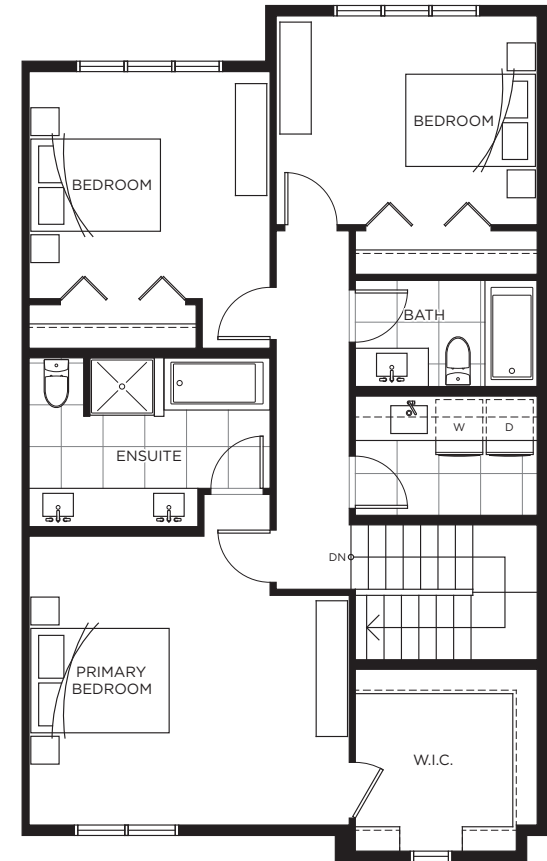 BEDROOM
BEDROOM
BATH
W D
ENSUITE
DN
PRIMARY
BEDROOM
W.I.C.